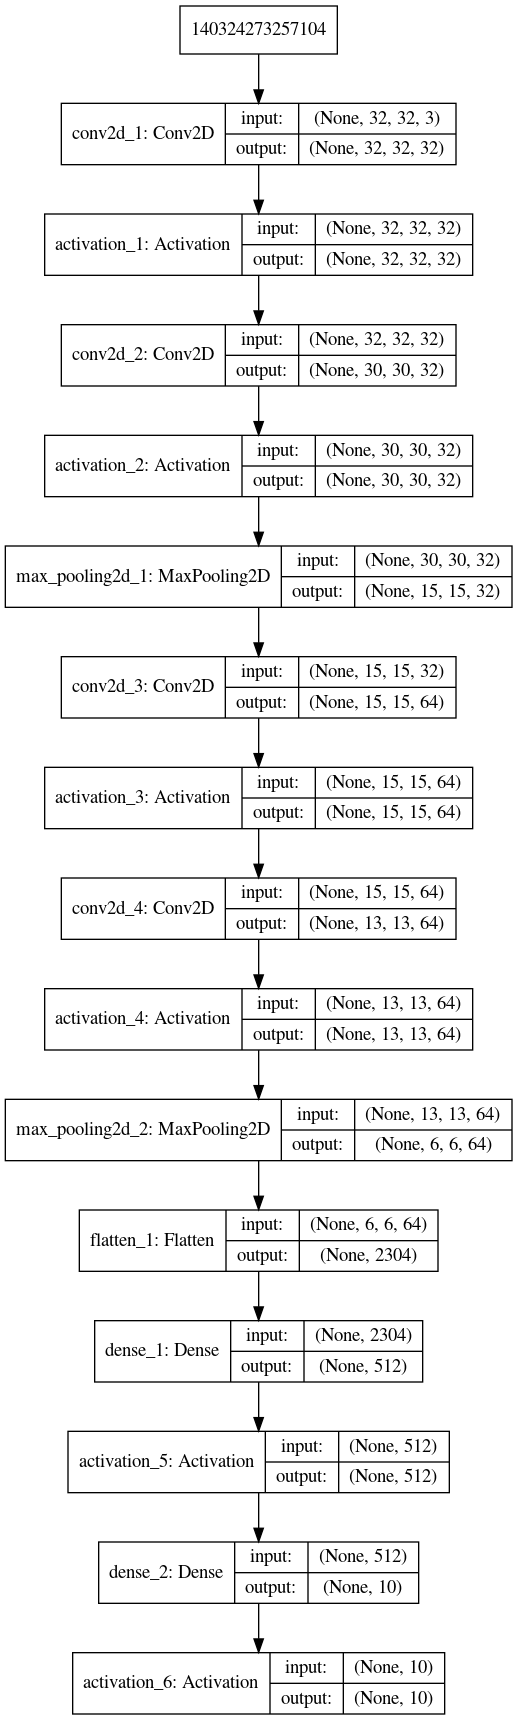 140324273257104
conv2d_1: Conv2D
input: (None, 32, 32, 3)
output: (None, 32, 32, 32)
activation_1: Activation
input: (None, 32, 32, 32)
output: (None, 32, 32, 32)
conv2d_2: Conv2D
input: (None, 32, 32, 32)
output: (None, 30, 30, 32)
activation_2: Activation
input: (None, 30, 30, 32)
output: (None, 30, 30, 32)
max_pooling2d_1: MaxPooling2D
input: (None, 30, 30, 32)
output: (None, 15, 15, 32)
conv2d_3: Conv2D
input: (None, 15, 15, 32)
output: (None, 15, 15, 64)
activation_3: Activation
input: (None, 15, 15, 64)
output: (None, 15, 15, 64)
conv2d_4: Conv2D
input: (None, 15, 15, 64)
output: (None, 13, 13, 64)
activation_4: Activation
input: (None, 13, 13, 64)
output: (None, 13, 13, 64)
max_pooling2d_2: MaxPooling2D
input: (None, 13, 13, 64)
output: (None, 6, 6, 64)
flatten_1: Flatten
input: (None, 6, 6, 64)
output: (None, 2304)
dense_1: Dense
input: (None, 2304)
output: (None, 512)
activation_5: Activation
input: (None, 512)
output: (None, 512)
dense_2: Dense
input: (None, 512)
output: (None, 10)
activation_6: Activation
input: (None, 10)
output: (None, 10)